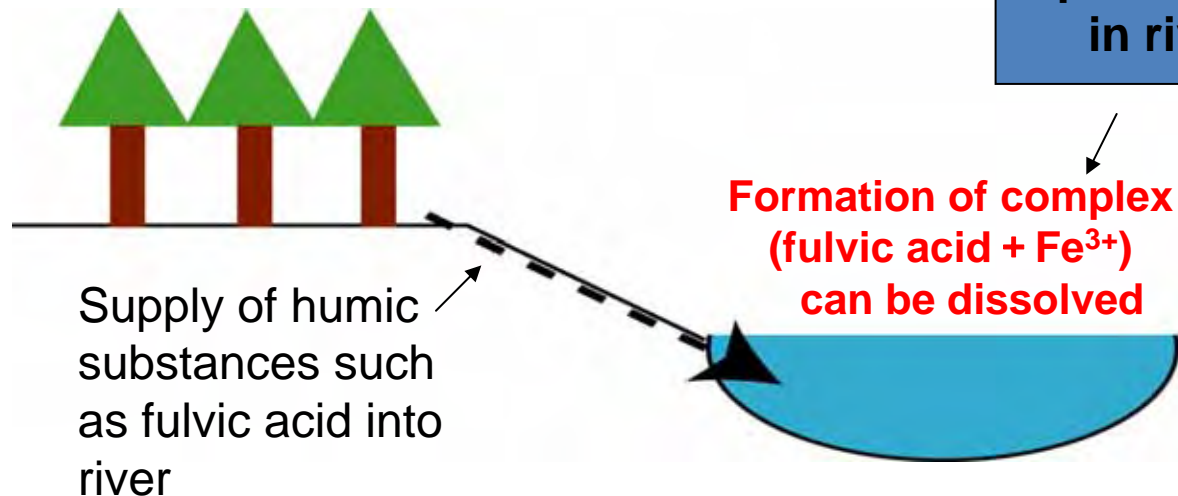 in
Formation of complex
(fulvic acid + Fe³⁺)
can be dissolved
Supply of humic
substances such
as fulvic acid into
river